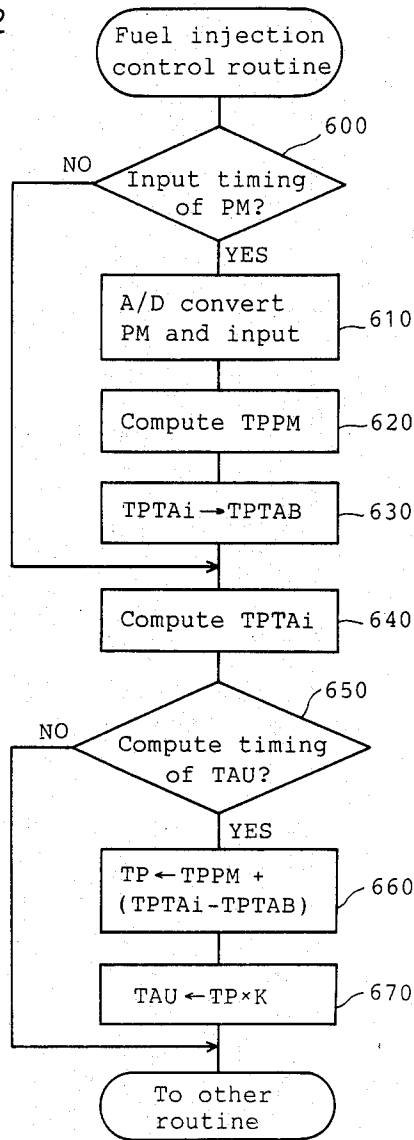 Fuel injection
control routine
600
NO
Input timing
of PM?
YES
A/D convert
PM and input
610
Compute TPPM
620
TPTAi→TPTAB
630
Compute TPTAi
640
650
NO
Compute timing
of TAU?
YES
TP←TPPM +
(TPTAi-TPTAB)
660
TAU←TP×K
670
To other
routine